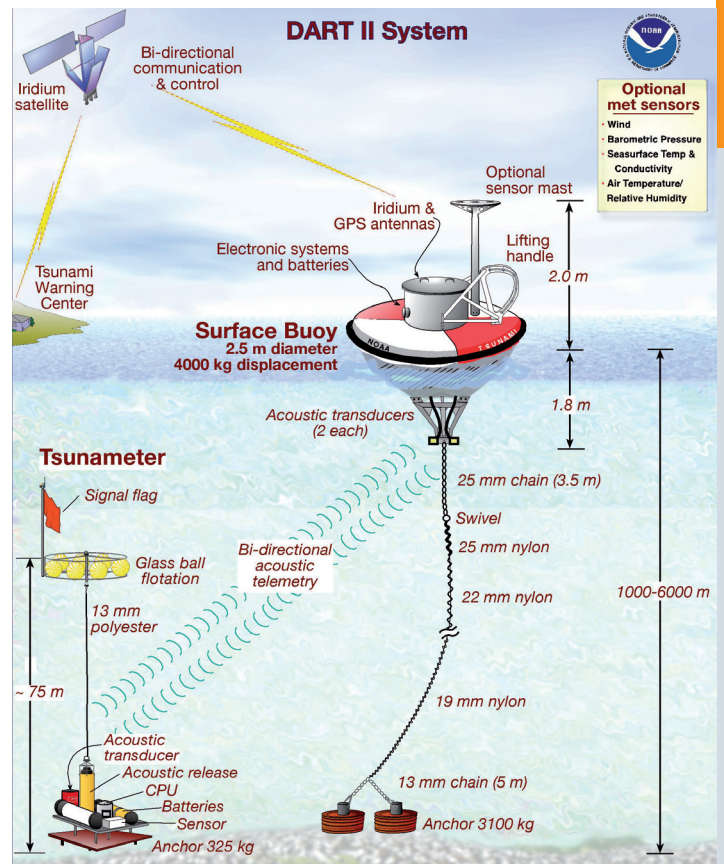 DART II System
NOAA
Bi-directional
communication
& control
Iridium
satellite
Optional
met sensors
· Wind
· Barometric Pressure
· Seasurface Temp &
Conductivity
· Air Temperature/
Relative Humidity
Optional
sensor mast
Iridium &
GPS antennas
Electronic systems
and batteries
Lifting
handle
2.0 m
Tsunami
Warning
Center
Surface Buoy
2.5 m diameter
4000 kg displacement
NOAA
TSUNAMI
Acoustic transducers
(2 each)
1.8 m
Tsunameter
Signal flag
25 mm chain (3.5 m)
Swivel
25 mm nylon
Glass ball
flotation
Bi-directional
acoustic
telemetry
22 mm nylon
1000-6000 m
13 mm
polyester
~ 75 m
19 mm nylon
Acoustic
transducer
Acoustic release
CPU
Batteries
Sensor
Anchor 325 kg
13 mm chain (5 m)
Anchor 3100 kg